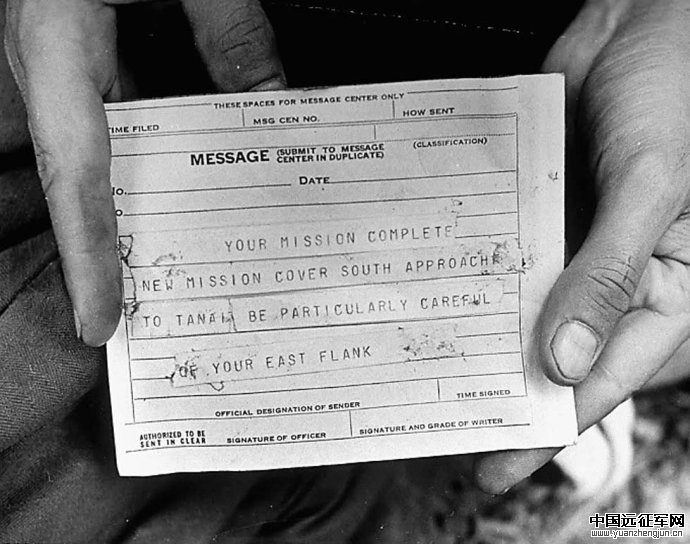 THESE SPACES FOR MESSAGE CENTER ONLY
TIME FILED MSG CEN NO. HOW SENT
MESSAGE (SUBMIT TO MESSAGE CENTER IN DUPLICATE) (CLASSIFICATION)
No. DATE
YOUR MISSION COMPLETE
NEW MISSION COVER SOUTH APPROACH
TO TANAI BE PARTICULARLY CAREFUL
OF YOUR EAST FLANK
OFFICIAL DESIGNATION OF SENDER TIME SIGNED
AUTHORIZED TO BE SENT IN CLEAR SIGNATURE OF OFFICER SIGNATURE AND GRADE OF WRITER
中国远征军网
www.yuanzhengjun.cn